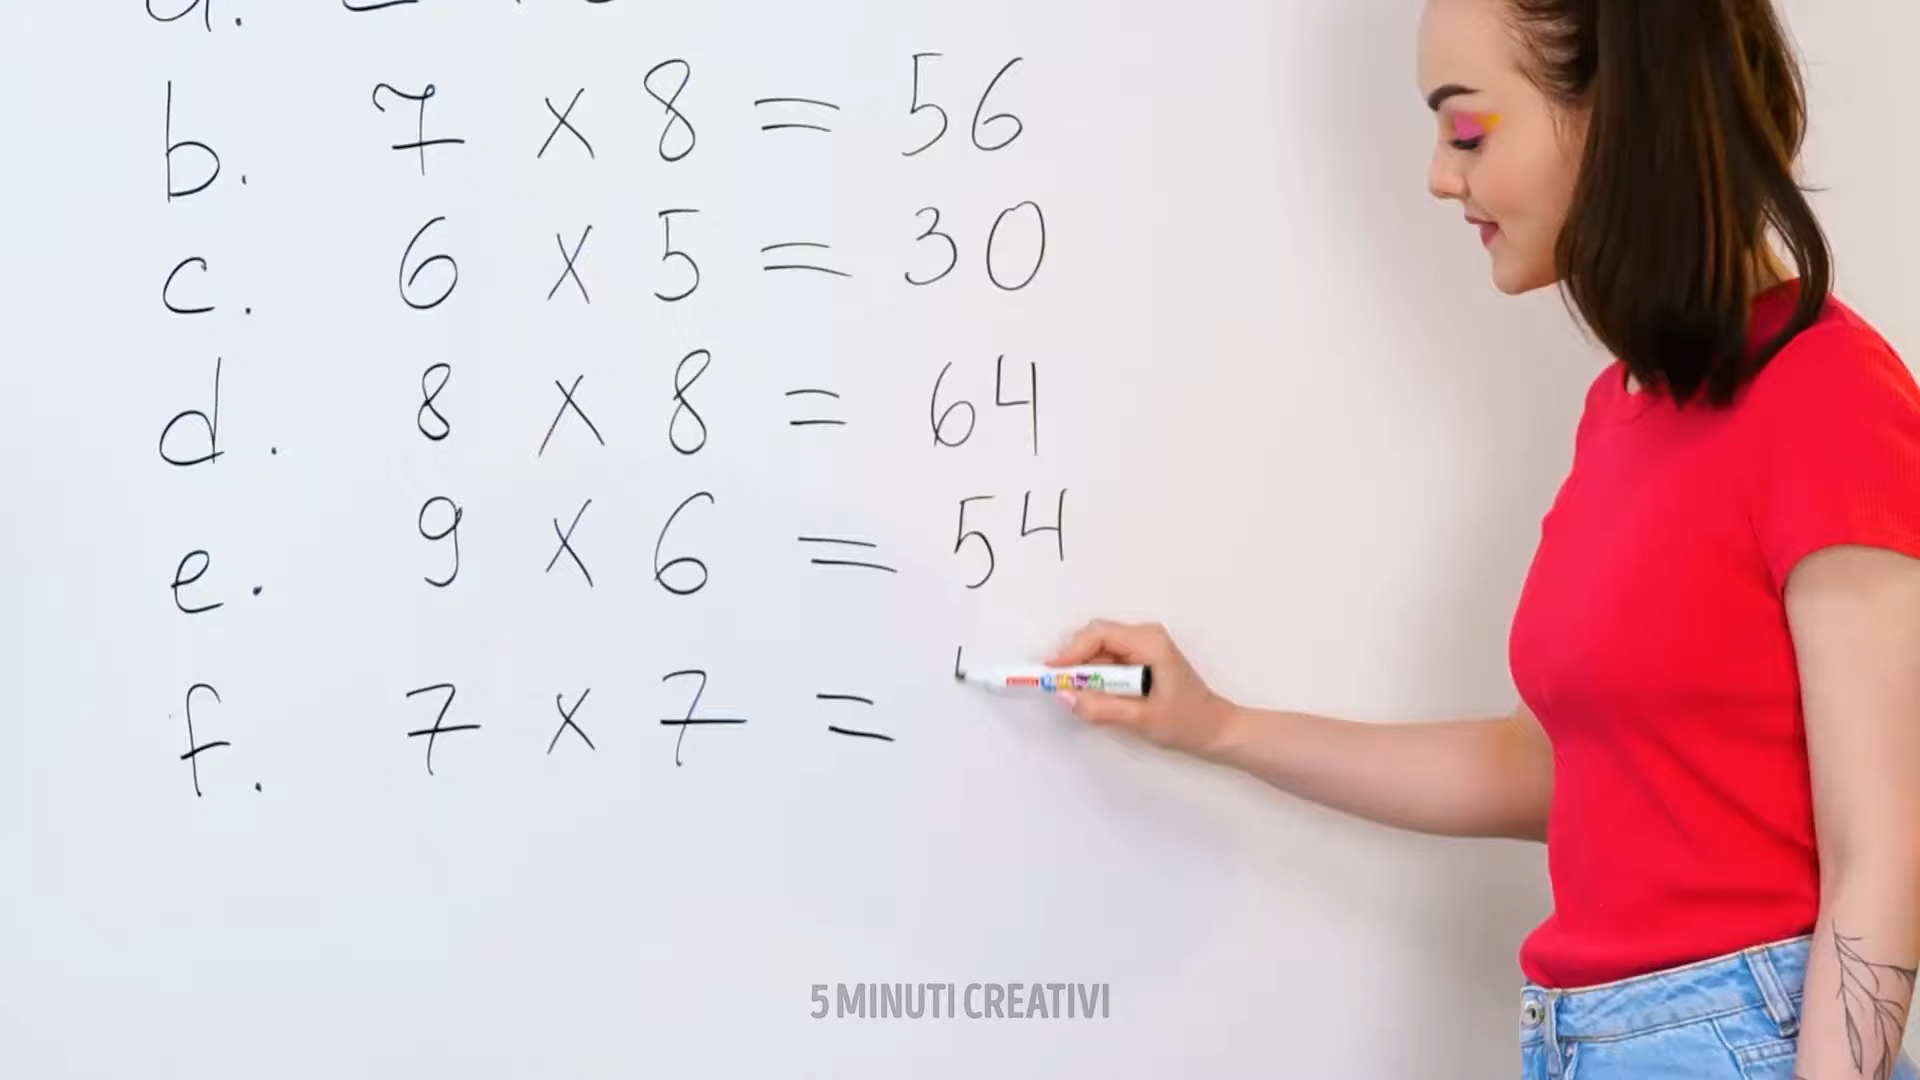 b. 7 x 8 = 56
c. 6 x 5 = 30
d. 8 x 8 = 64
e. 9 x 6 = 54
f. 7 x 7 =
5 MINUTI CREATIVI